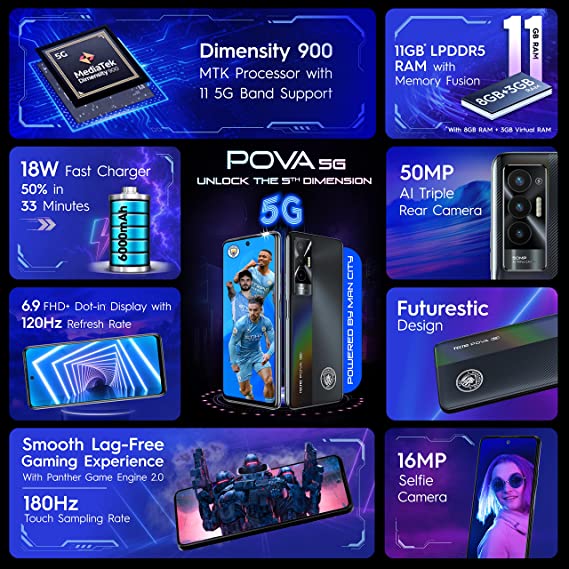 5G
MediaTek
Dimensity 900
Dimensity 900
MTK Processor with
11 5G Band Support
11GB* LPDDR5
RAM with
Memory Fusion
11
GB RAM
8GB+3GB
*With 8GB RAM + 3GB Virtual RAM
18W Fast Charger
50% in
33 Minutes
6000mAh
POVA 5G
UNLOCK THE 5TH DIMENSION
5G
POWERED BY MAN CITY
50MP
AI Triple
Rear Camera
50MP
6.9 FHD+ Dot-in Display with
120Hz Refresh Rate
Futurestic
Design
TECNO POVA 5G
Smooth Lag-Free
Gaming Experience
With Panther Game Engine 2.0
180Hz
Touch Sampling Rate
16MP
Selfie
Camera